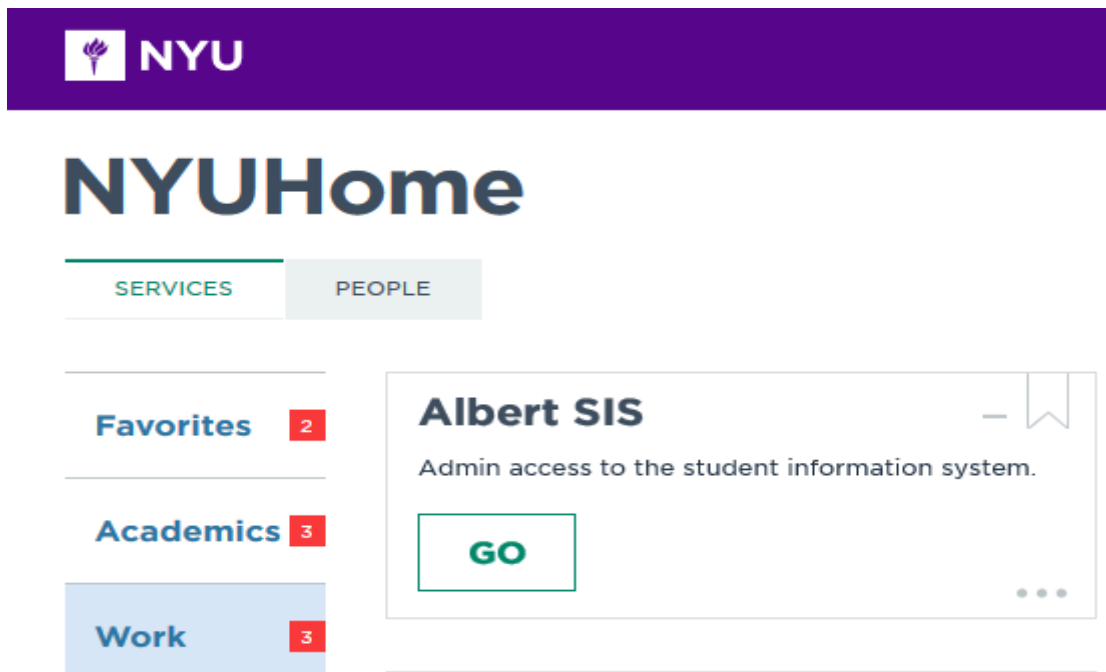 NYU
NYUHome
SERVICES PEOPLE
Favorites 2
Academics 3
Work 3
Albert SIS
Admin access to the student information system.
GO